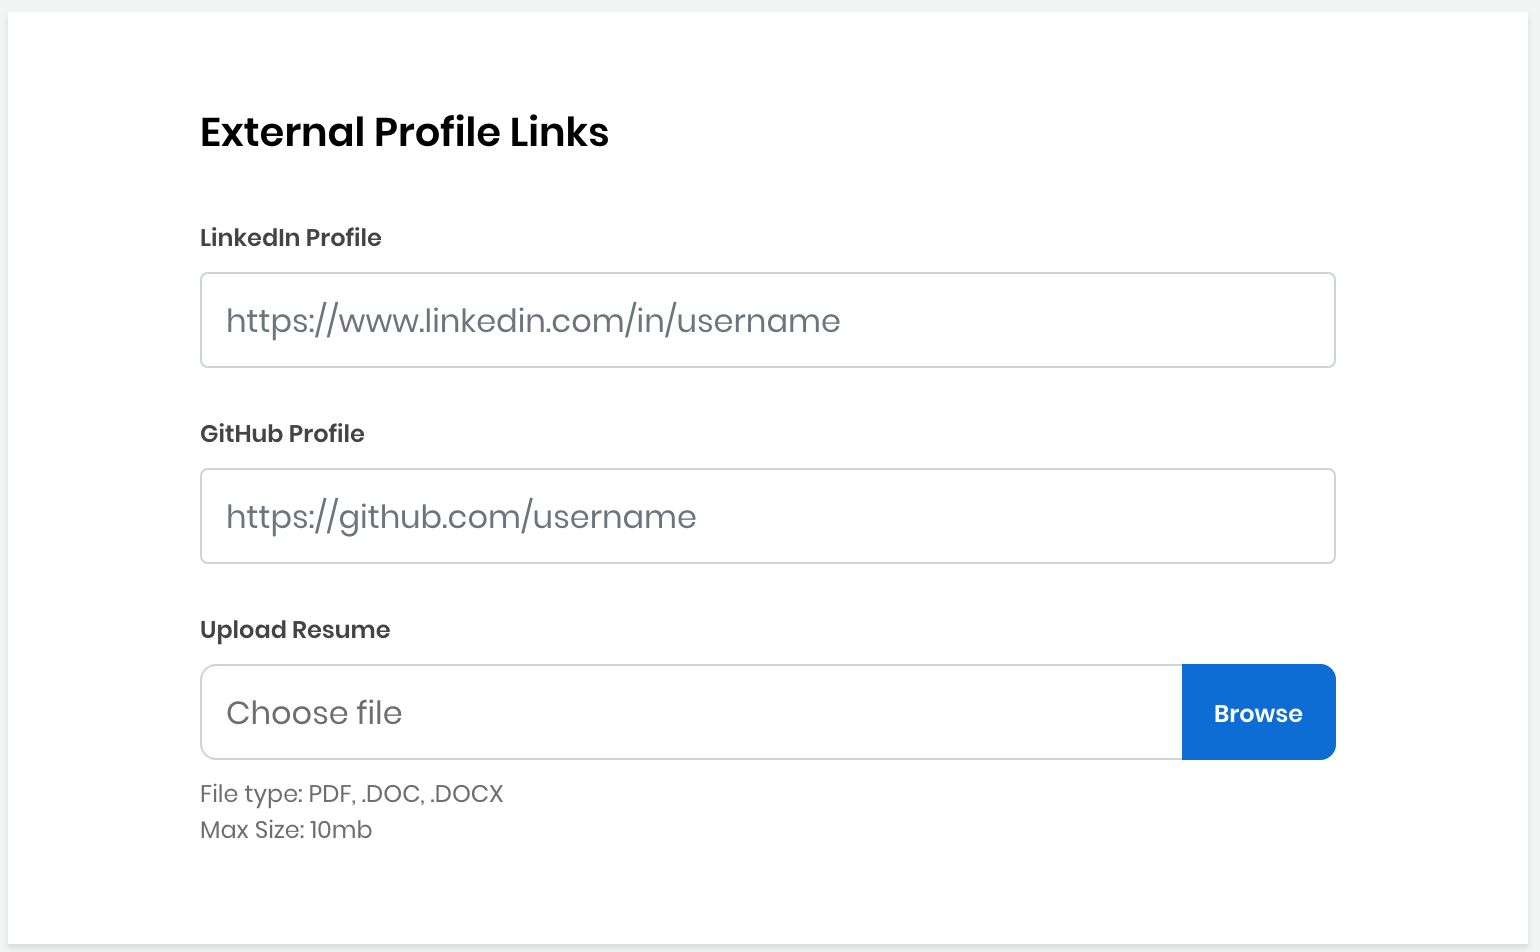 External Profile Links
LinkedIn Profile
https://www.linkedin.com/in/username
GitHub Profile
https://github.com/username
Upload Resume
Choose file
Browse
File type: PDF, .DOC, .DOCX
Max Size: 10mb